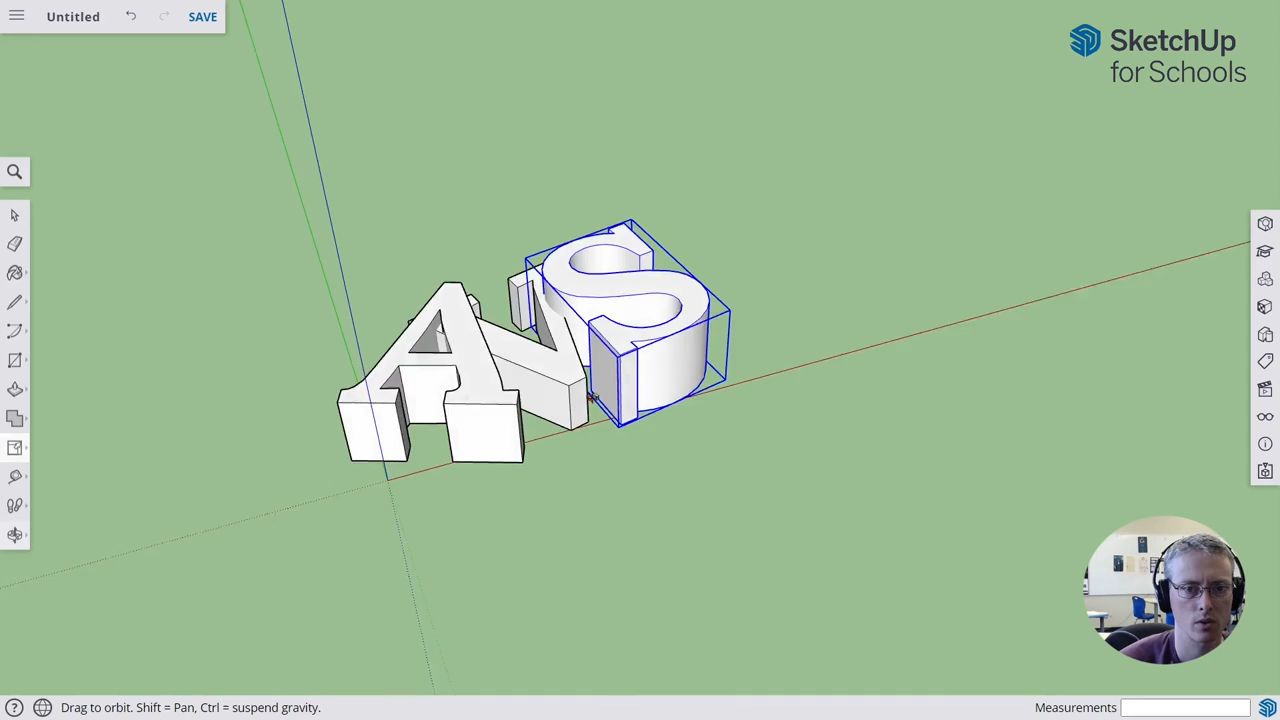 Untitled
SAVE
SketchUp
for Schools
A
N
S
Drag to orbit. Shift = Pan, Ctrl = suspend gravity.
Measurements